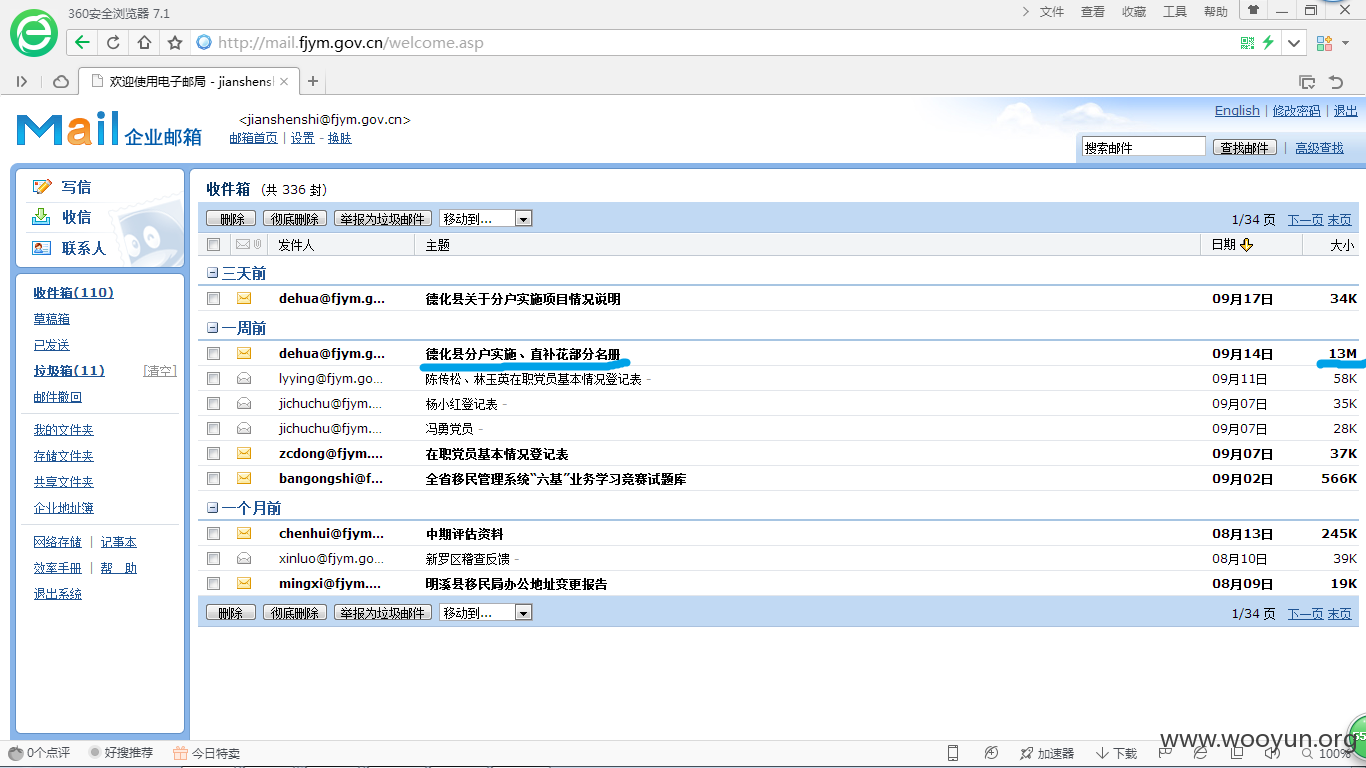 360安全浏览器 7.1
文件 查看 收藏 工具 帮助
http://mail.fjym.gov.cn/welcome.asp
欢迎使用电子邮局 - jianshensl
Mail 企业邮箱
<jianshenshi@fjym.gov.cn>
邮箱首页 | 设置 - 换肤
English | 修改密码 | 退出
搜索邮件 查找邮件 | 高级查找
写信
收信
联系人
收件箱(110)
草稿箱
已发送
垃圾箱(11) [清空]
邮件撤回
我的文件夹
存储文件夹
共享文件夹
企业地址簿
网络存储 | 记事本
效率手册 | 帮 助
退出系统
收件箱 (共 336 封)
删除 彻底删除 举报为垃圾邮件 移动到... 1/34 页 下一页 末页
发件人 主题 日期 大小
三天前
dehua@fjym.g... 德化县关于分户实施项目情况说明 09月17日 34K
一周前
dehua@fjym.g... 德化县分户实施、直补花部分名册 09月14日 13M
lyying@fjym.go... 陈传松、林玉英在职党员基本情况登记表 - 09月11日 58K
jichuchu@fjym.... 杨小红登记表 - 09月07日 35K
jichuchu@fjym.... 冯勇党员 - 09月07日 28K
zcdong@fjym.... 在职党员基本情况登记表 09月07日 37K
bangongshi@f... 全省移民管理系统“六基”业务学习竞赛试题库 09月02日 566K
一个月前
chenhui@fjym... 中期评估资料 08月13日 245K
xinluo@fjym.go... 新罗区稽查反馈 - 08月10日 39K
mingxi@fjym.... 明溪县移民局办公地址变更报告 08月09日 19K
删除 彻底删除 举报为垃圾邮件 移动到... 1/34 页 下一页 末页
0个点评 好搜推荐 今日特卖
加速器 下载 100%
www.wooyun.org